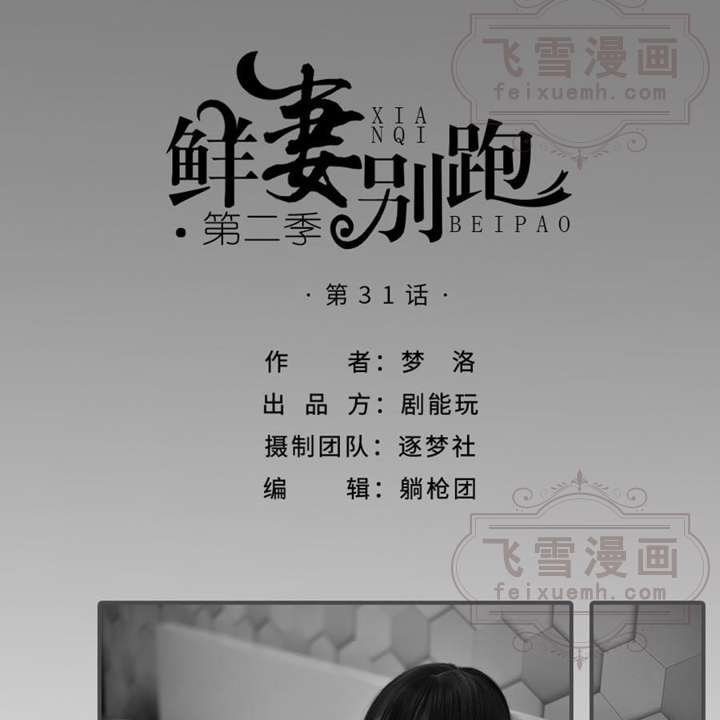 飞雪漫画
feixuemh.com
鲜妻别跑
XIA
NQI
·第二季
BEIPAO
·第31话·
作者：梦洛
出品方：剧能玩
摄制团队：逐梦社
编辑：躺枪团
飞雪漫画
feixuemh.com